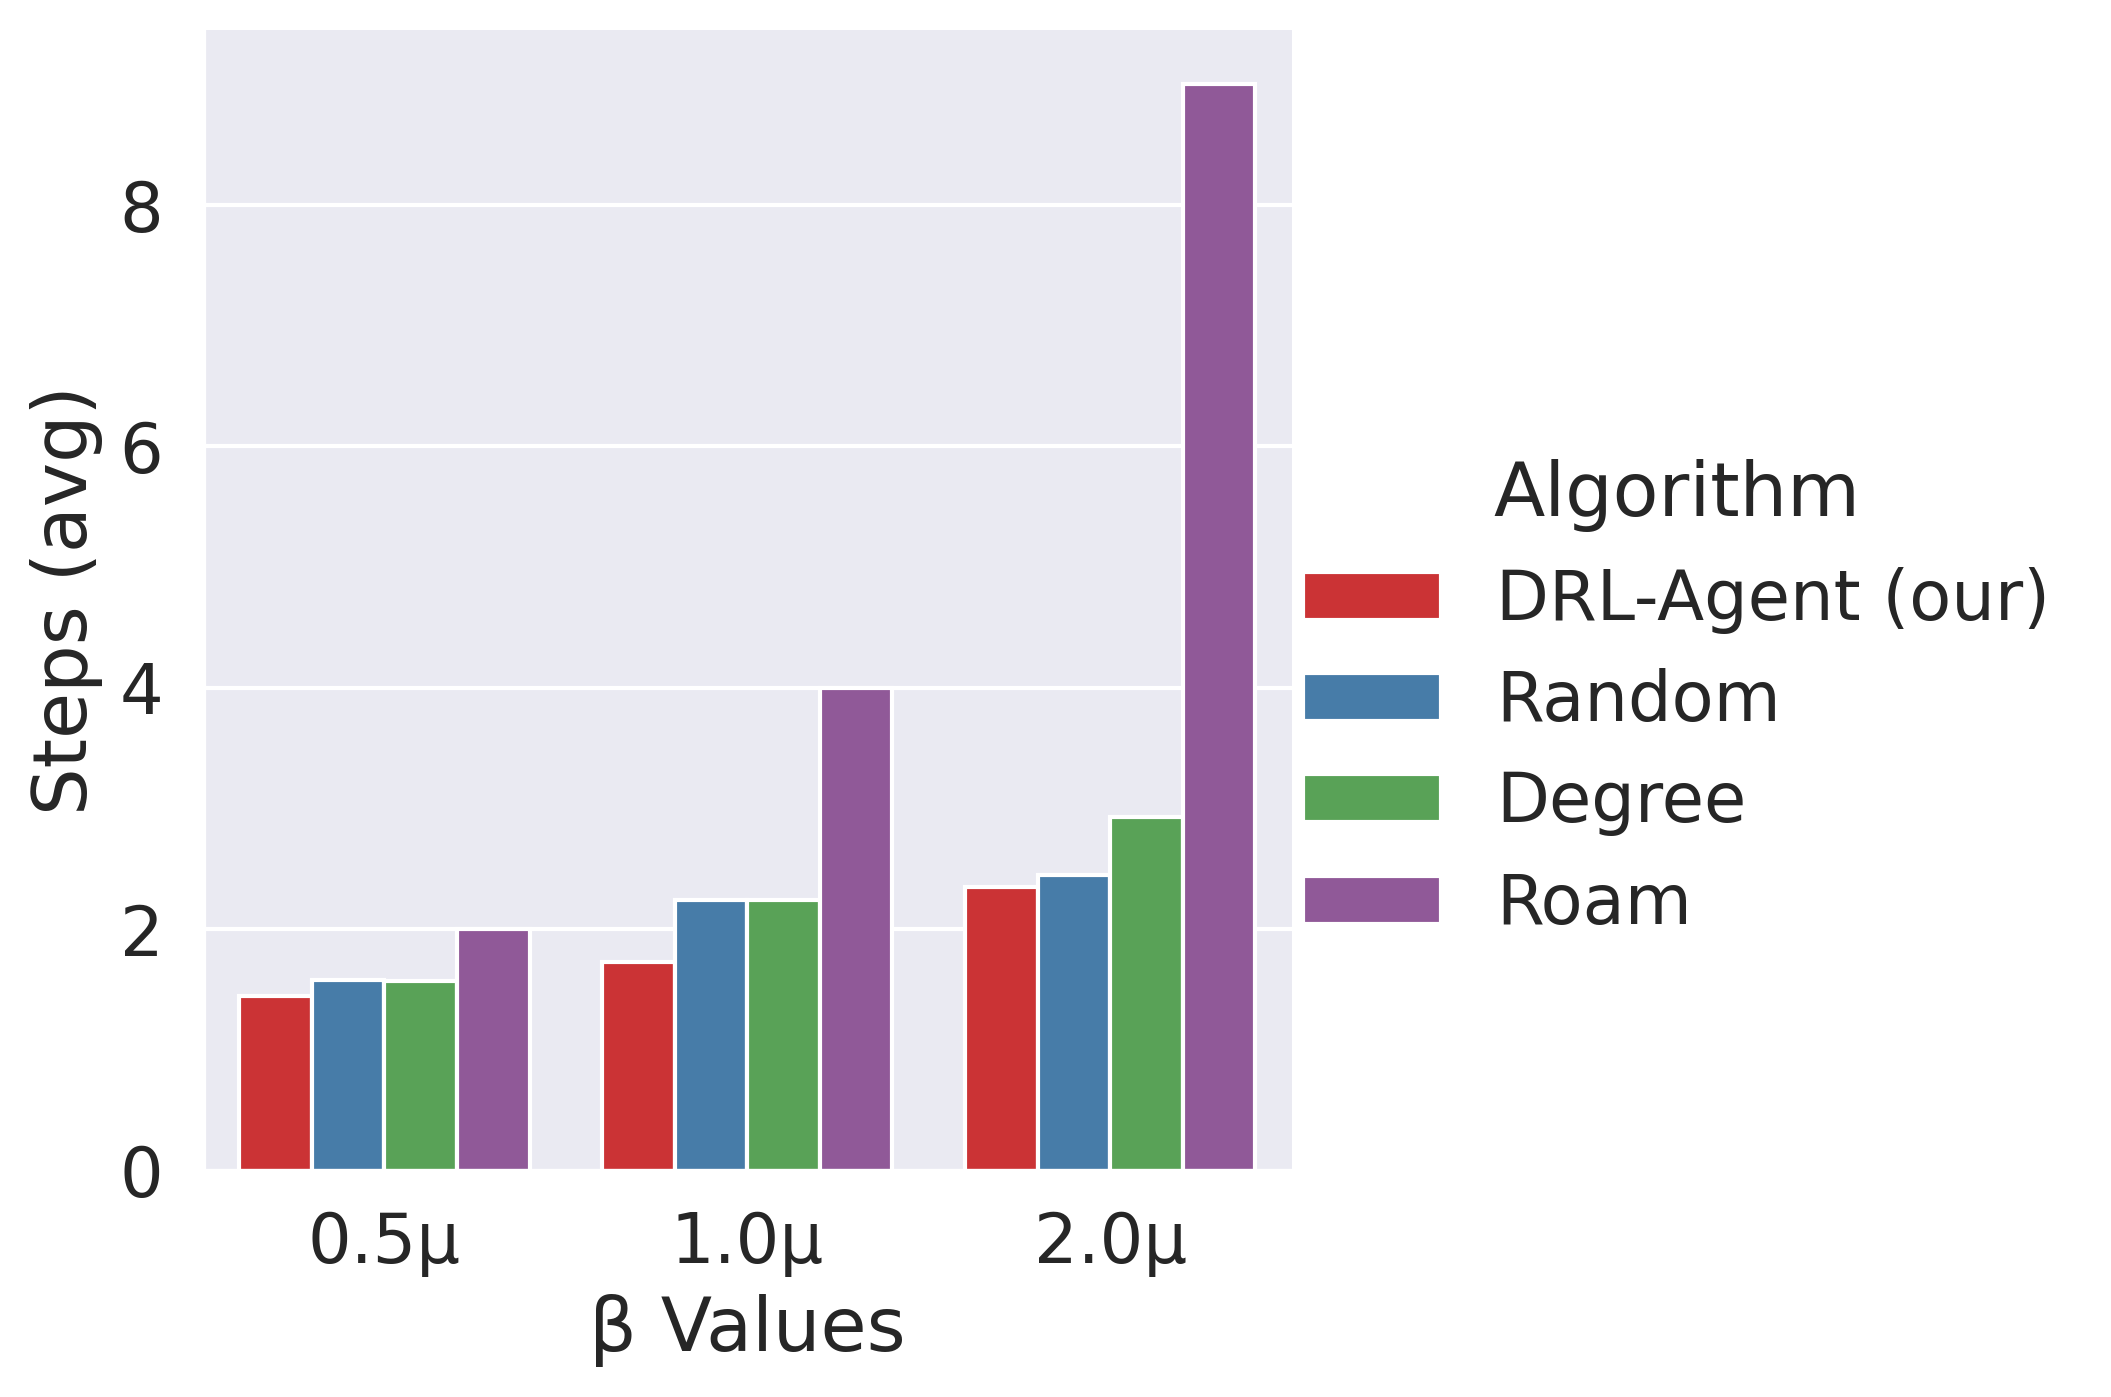 Steps (avg)
8
6
4
2
0
0.5μ 1.0μ 2.0μ
β Values
Algorithm
DRL-Agent (our)
Random
Degree
Roam